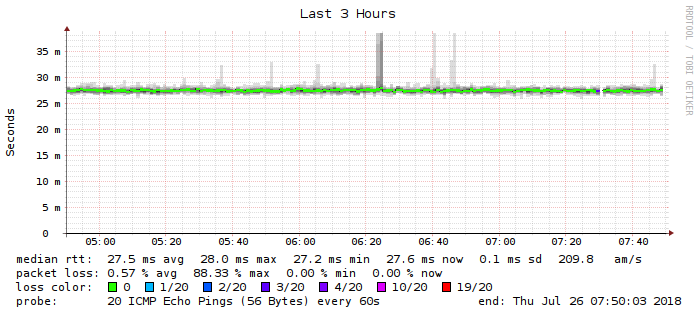 Last 3 Hours
RRDTOOL / TOBI OETIKER
Seconds
35 m
30 m
25 m
20 m
15 m
10 m
5 m
0
05:00 05:20 05:40 06:00 06:20 06:40 07:00 07:20 07:40
median rtt: 27.5 ms avg 28.0 ms max 27.2 ms min 27.6 ms now 0.1 ms sd 209.8 am/s
packet loss: 0.57 % avg 88.33 % max 0.00 % min 0.00 % now
loss color: 0 1/20 2/20 3/20 4/20 10/20 19/20
probe: 20 ICMP Echo Pings (56 Bytes) every 60s end: Thu Jul 26 07:50:03 2018